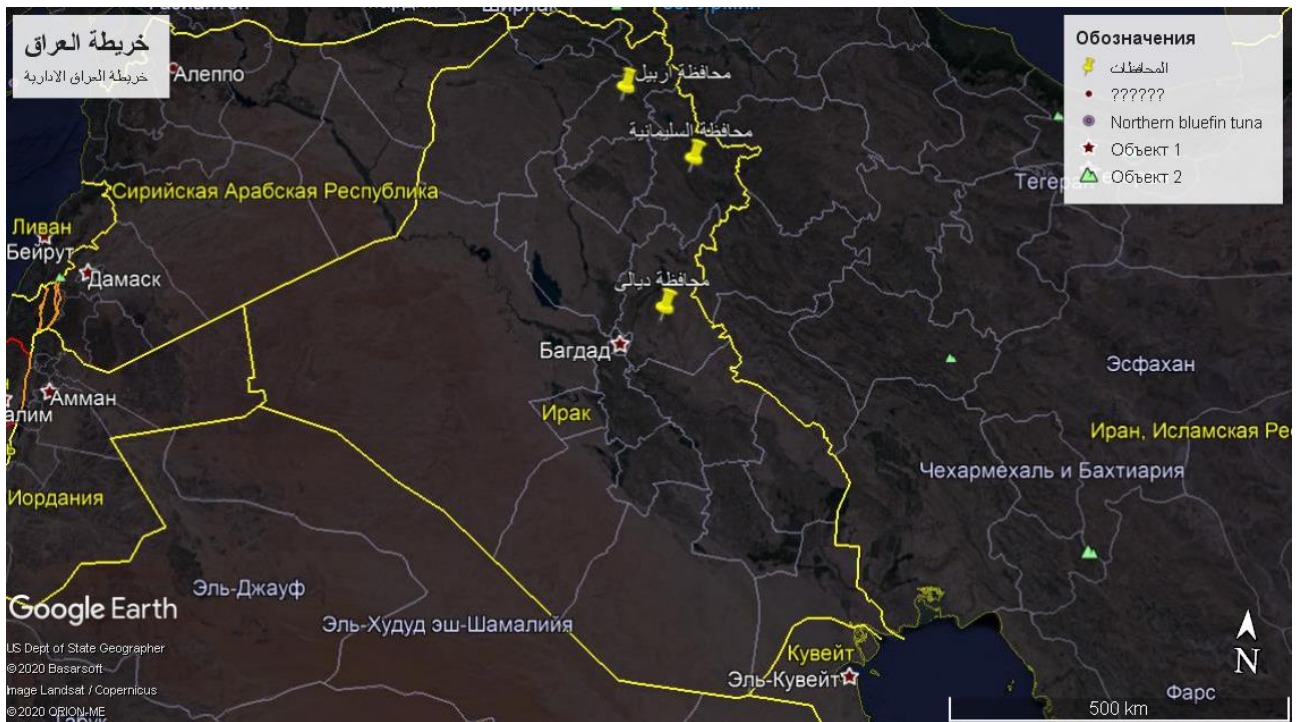 خريطة العراق
خريطة العراق الادارية
Обозначения
المحافظات
??????
Northern bluefin tuna
Объект 1
Объект 2
Алеппо
محافظة اربيل
محافظة السليمانية
Сирийская Арабская Республика
Ливан
Бейрут
Дамаск
محافظة ديالى
Багдад
Эсфахан
Амман
алим
Ирак
Иран, Исламская Рес
Чехармехаль и Бахтиария
Иордания
Эль-Джауф
Google Earth
Эль-Худуд эш-Шамалийя
US Dept of State Geographer
©2020 Basarsoft
Image Landsat / Copernicus
©2020 ORION-ME
Кувейт
Эль-Кувейт
N
500 km
Фарс